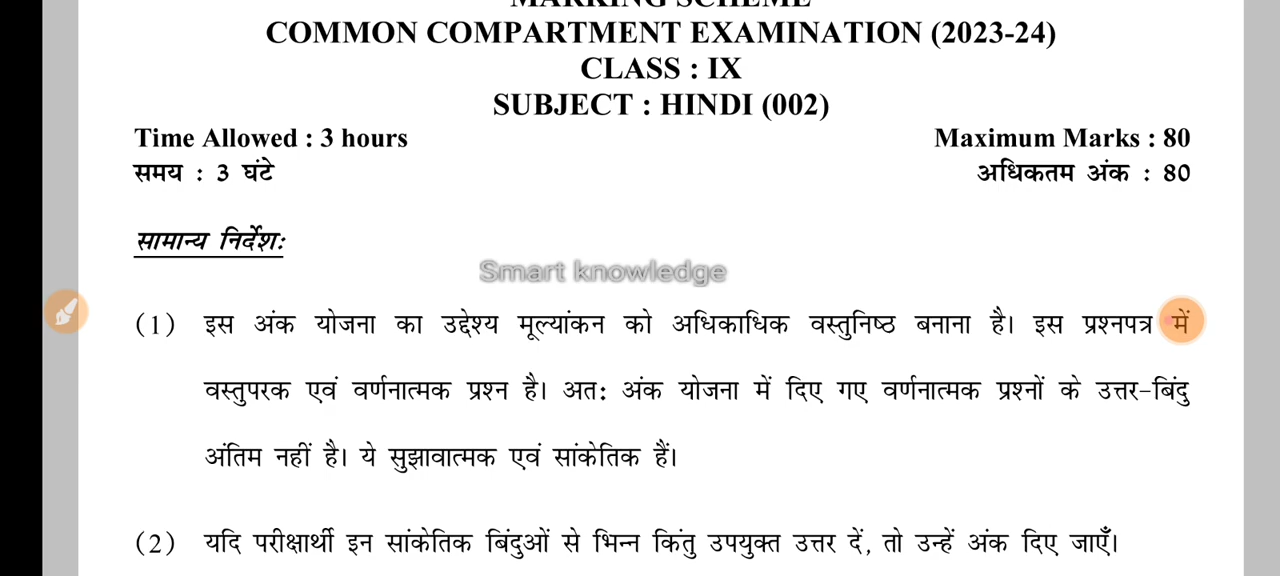 MARKING SCHEME
COMMON COMPARTMENT EXAMINATION (2023-24)
CLASS : IX
SUBJECT : HINDI (002)
Time Allowed : 3 hours Maximum Marks : 80
समय : 3 घंटे अधिकतम अंक : 80
सामान्य निर्देशः
Smart knowledge
(1) इस अंक योजना का उद्देश्य मूल्यांकन को अधिकाधिक वस्तुनिष्ठ बनाना है। इस प्रश्नपत्र में
वस्तुपरक एवं वर्णनात्मक प्रश्न है। अतः अंक योजना में दिए गए वर्णनात्मक प्रश्नों के उत्तर-बिंदु
अंतिम नहीं है। ये सुझावात्मक एवं सांकेतिक हैं।
(2) यदि परीक्षार्थी इन सांकेतिक बिंदुओं से भिन्न किंतु उपयुक्त उत्तर दें, तो उन्हें अंक दिए जाएँ।